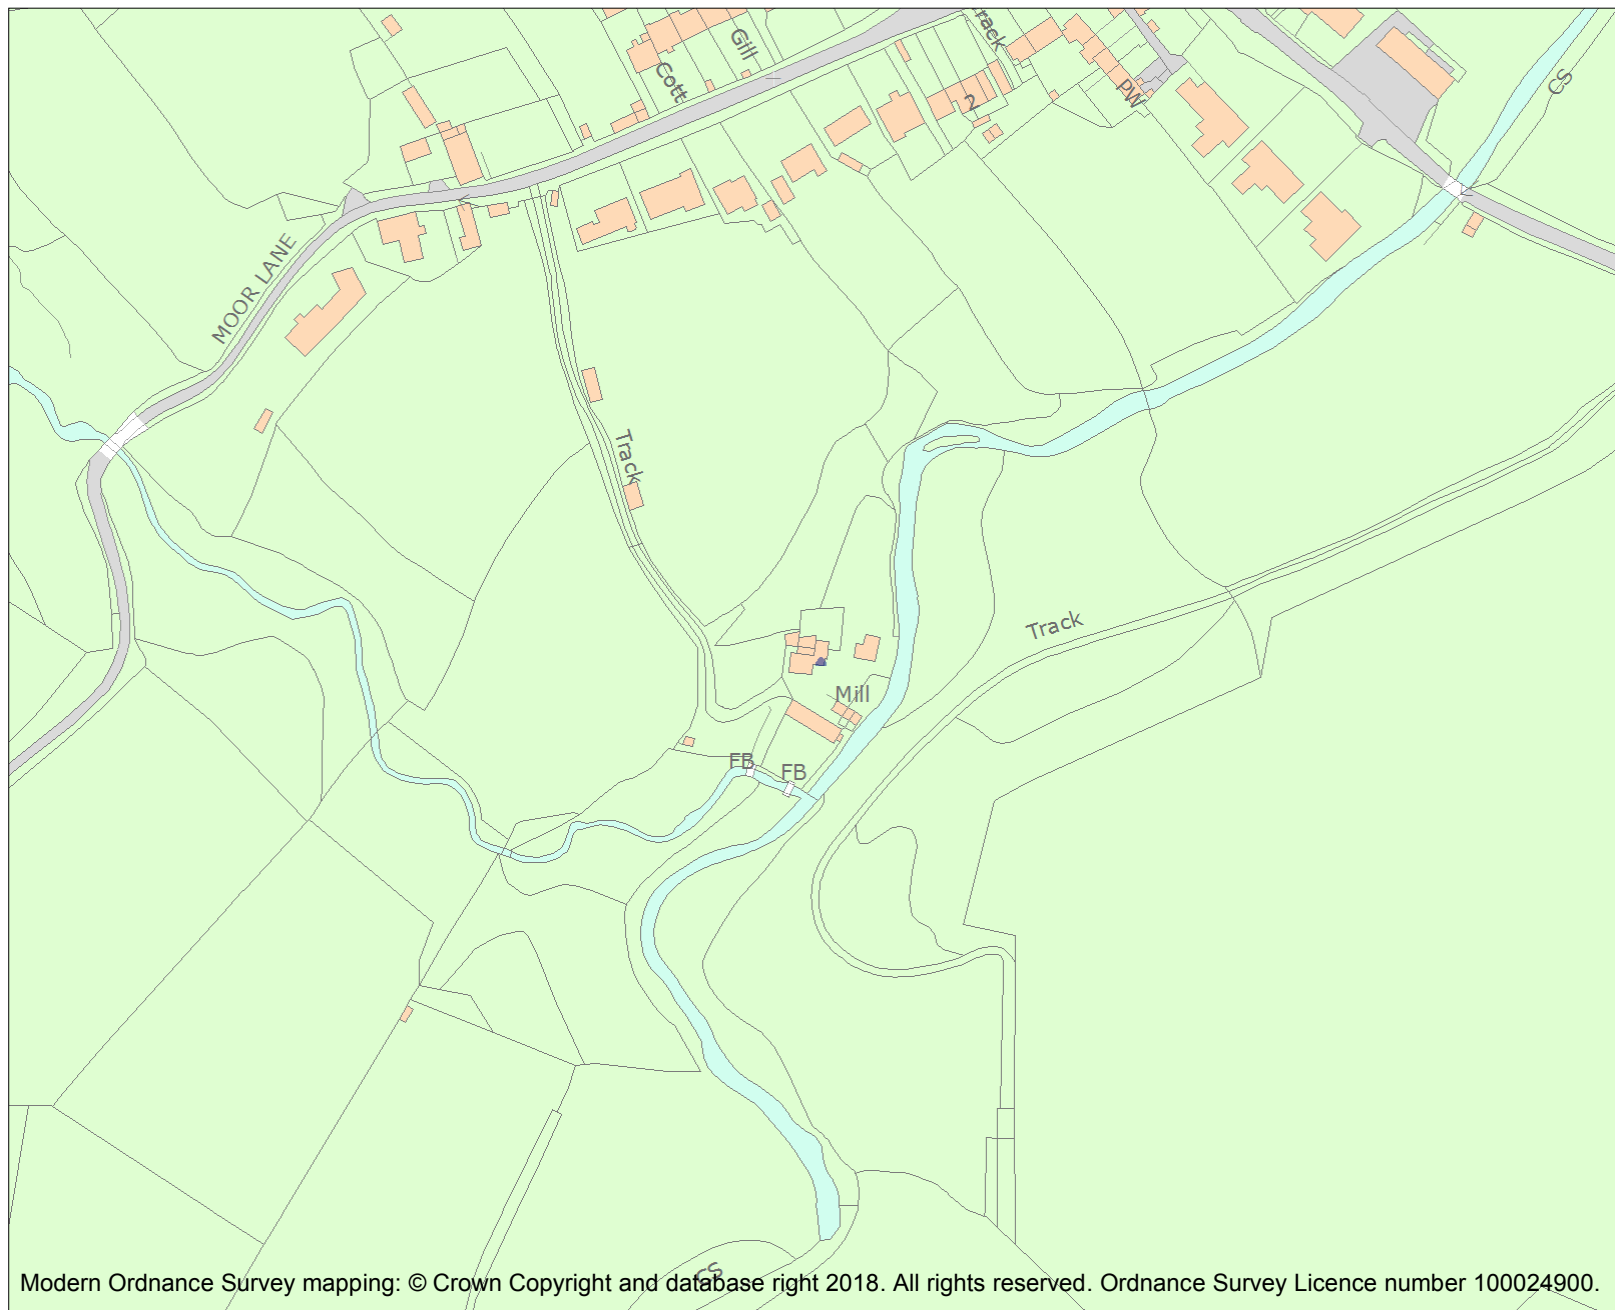 Gill
Cott
rack
2
PW
CS
MOOR LANE
Track
Track
Mill
FB
FB
CS
Modern Ordnance Survey mapping: © Crown Copyright and database right 2018. All rights reserved. Ordnance Survey Licence number 100024900.